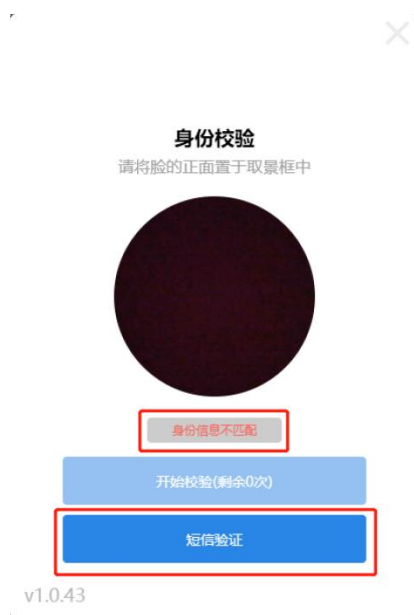 身份校验
请将脸的正面置于取景框中
身份信息不匹配
开始校验(剩余0次)
短信验证
v1.0.43